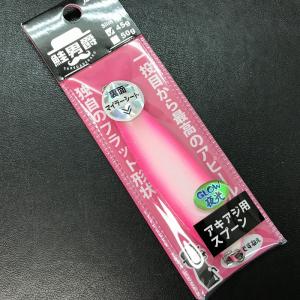 鮭男爵
45g
50g
一投目から最高のアピー
独自のフラット形状
裏面
マイラーシート
GLOW
夜光
アキアジ用
スプーン